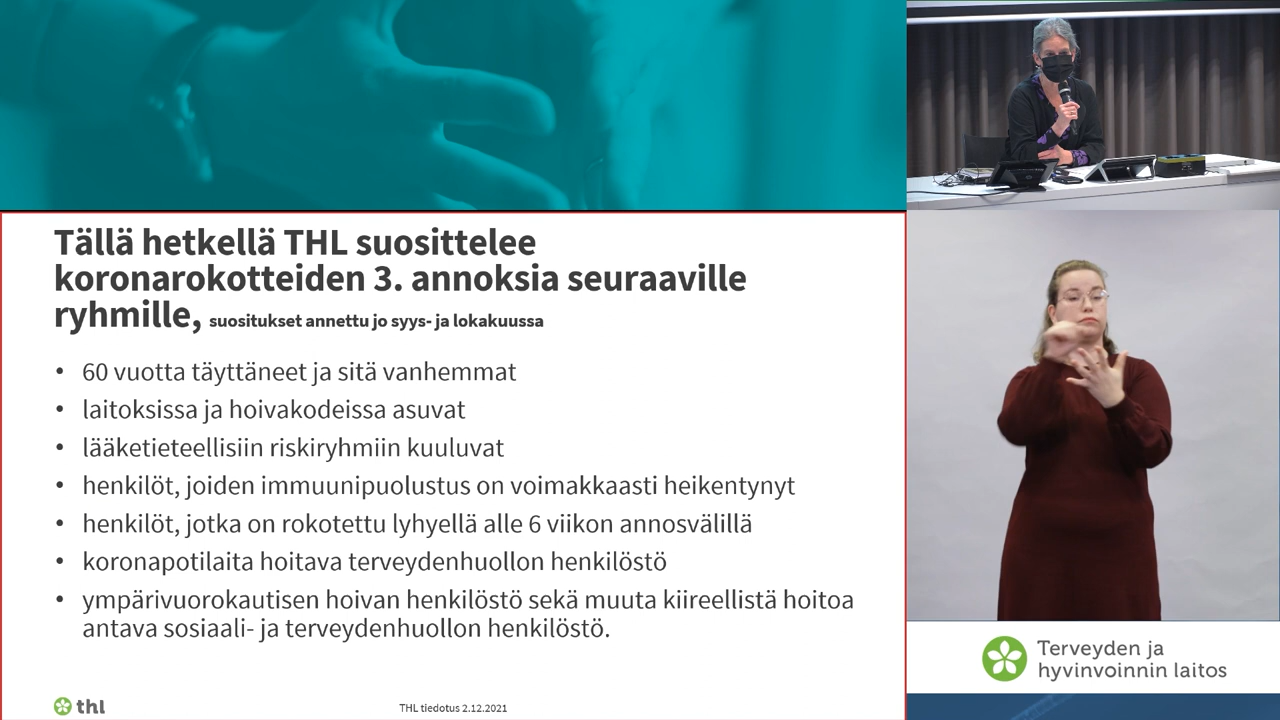 Tällä hetkellä THL suosittelee
koronarokotteiden 3. annoksia seuraaville
ryhmille, suositukset annettu jo syys- ja lokakuussa
• 60 vuotta täyttäneet ja sitä vanhemmat
• laitoksissa ja hoivakodeissa asuvat
• lääketieteellisiin riskiryhmiin kuuluvat
• henkilöt, joiden immuunipuolustus on voimakkaasti heikentynyt
• henkilöt, jotka on rokotettu lyhyellä alle 6 viikon annosvälillä
• koronapotilaita hoitava terveydenhuollon henkilöstö
• ympärivuorokautisen hoivan henkilöstö sekä muuta kiireellistä hoitoa
antava sosiaali- ja terveydenhuollon henkilöstö.
thl
THL tiedotus 2.12.2021
Terveyden ja
hyvinvoinnin laitos